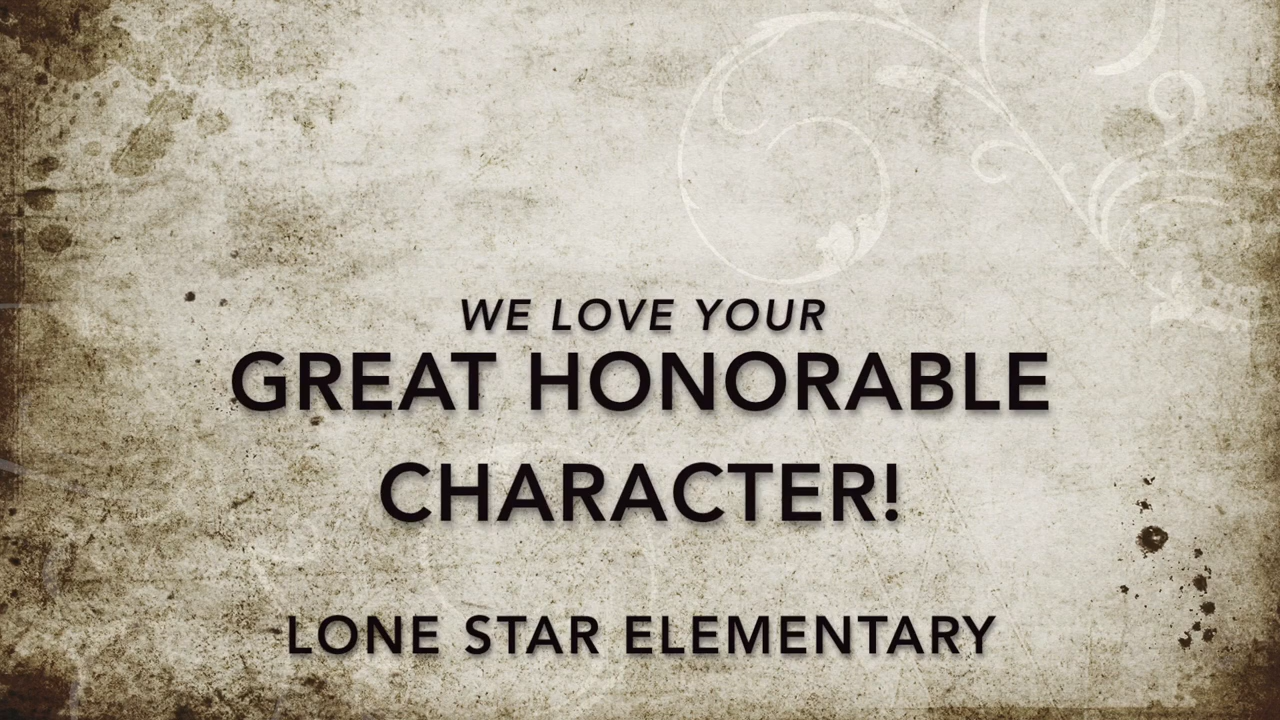 WE LOVE YOUR
GREAT HONORABLE
CHARACTER!
LONE STAR ELEMENTARY